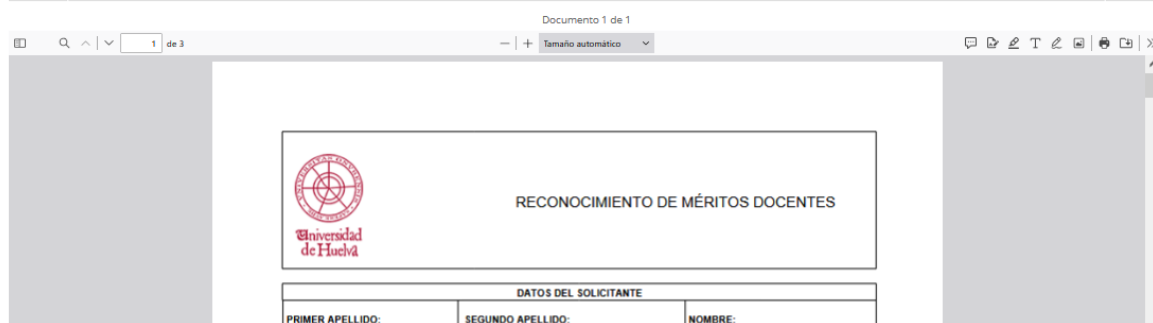 Documento 1 de 1
1 de 3
Tamaño automático
RECONOCIMIENTO DE MÉRITOS DOCENTES
Universidad
de Huelva
DATOS DEL SOLICITANTE
PRIMER APELLIDO: SEGUNDO APELLIDO: NOMBRE: